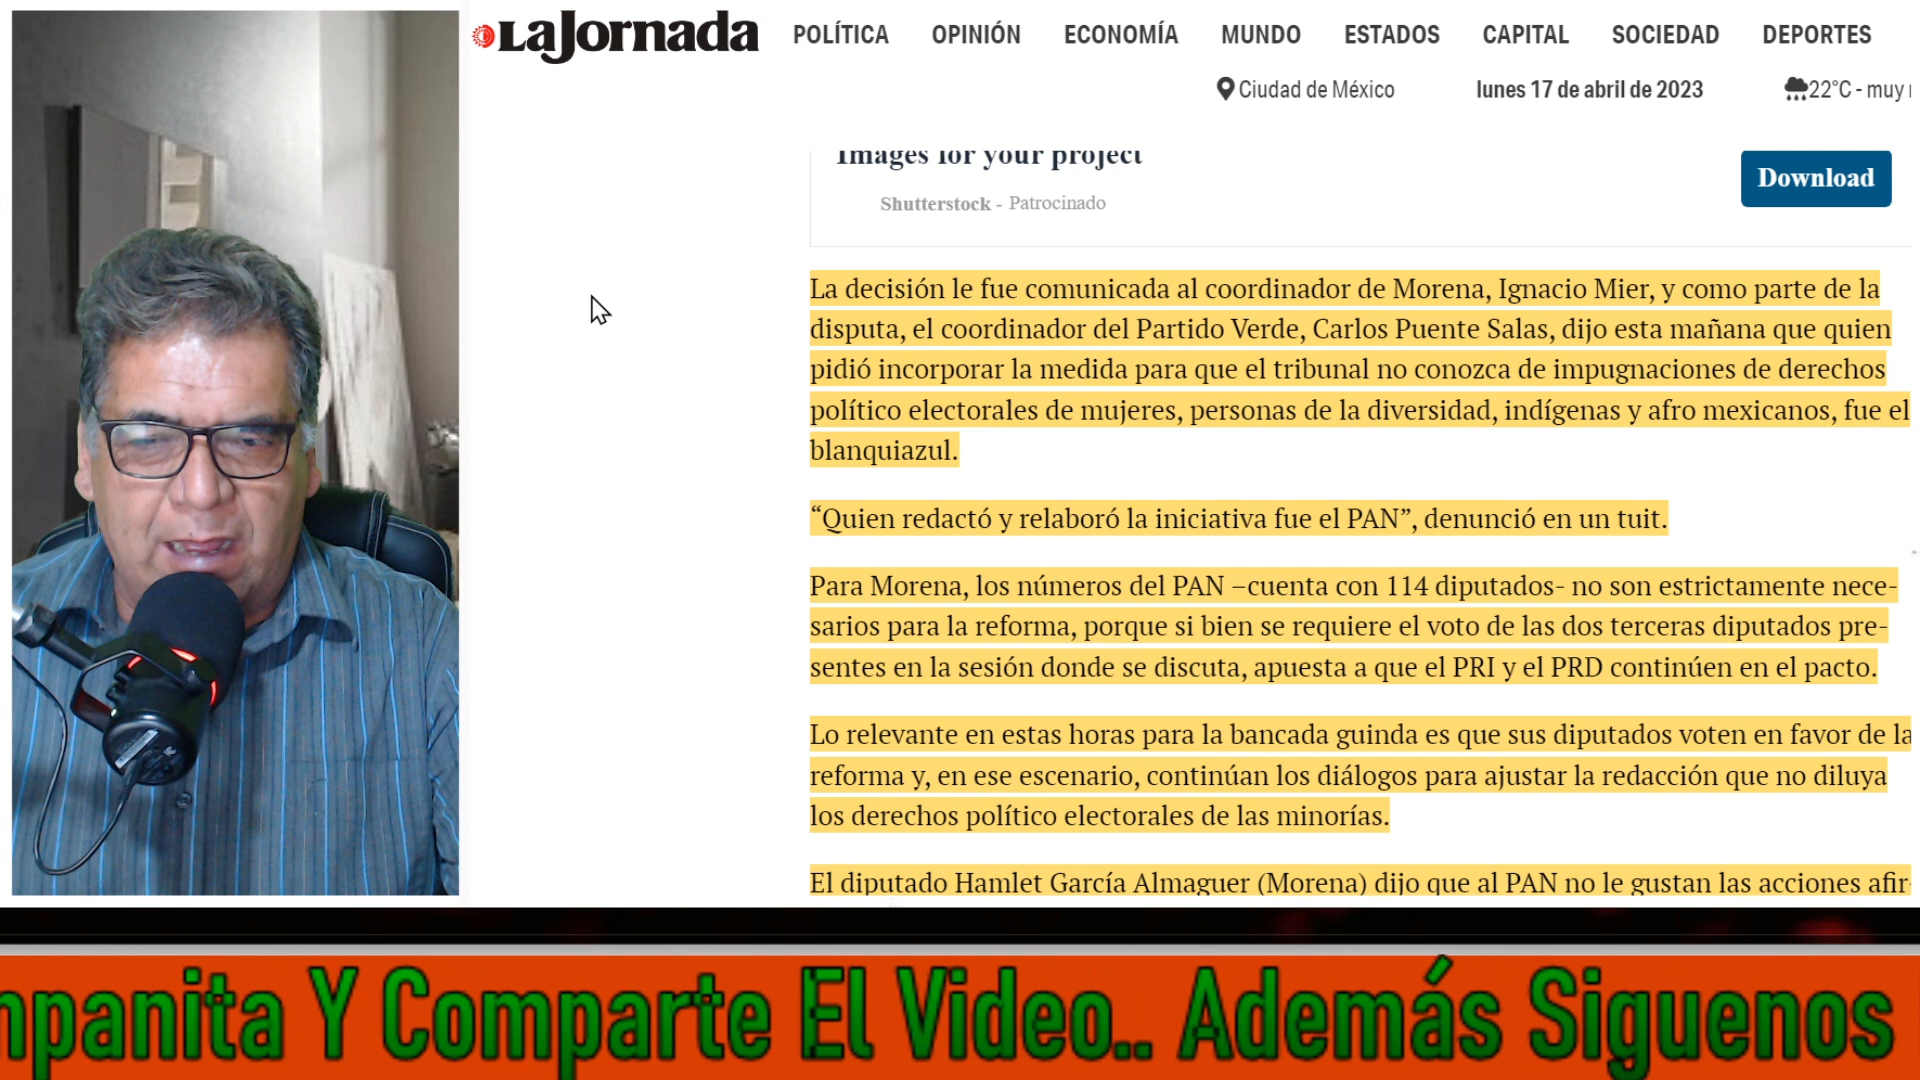 LaJornada
POLÍTICA OPINIÓN ECONOMÍA MUNDO ESTADOS CAPITAL SOCIEDAD DEPORTES
Ciudad de México lunes 17 de abril de 2023 22°C - muy
Images for your project
Download
Shutterstock - Patrocinado
La decisión le fue comunicada al coordinador de Morena, Ignacio Mier, y como parte de la
disputa, el coordinador del Partido Verde, Carlos Puente Salas, dijo esta mañana que quien
pidió incorporar la medida para que el tribunal no conozca de impugnaciones de derechos
político electorales de mujeres, personas de la diversidad, indígenas y afro mexicanos, fue el
blanquiazul.
“Quien redactó y relaboró la iniciativa fue el PAN”, denunció en un tuit.
Para Morena, los números del PAN –cuenta con 114 diputados- no son estrictamente nece-
sarios para la reforma, porque si bien se requiere el voto de las dos terceras diputados pre-
sentes en la sesión donde se discuta, apuesta a que el PRI y el PRD continúen en el pacto.
Lo relevante en estas horas para la bancada guinda es que sus diputados voten en favor de la
reforma y, en ese escenario, continúan los diálogos para ajustar la redacción que no diluya
los derechos político electorales de las minorías.
El diputado Hamlet García Almaguer (Morena) dijo que al PAN no le gustan las acciones afir-
mpanita Y Comparte El Video.. Además Siguenos